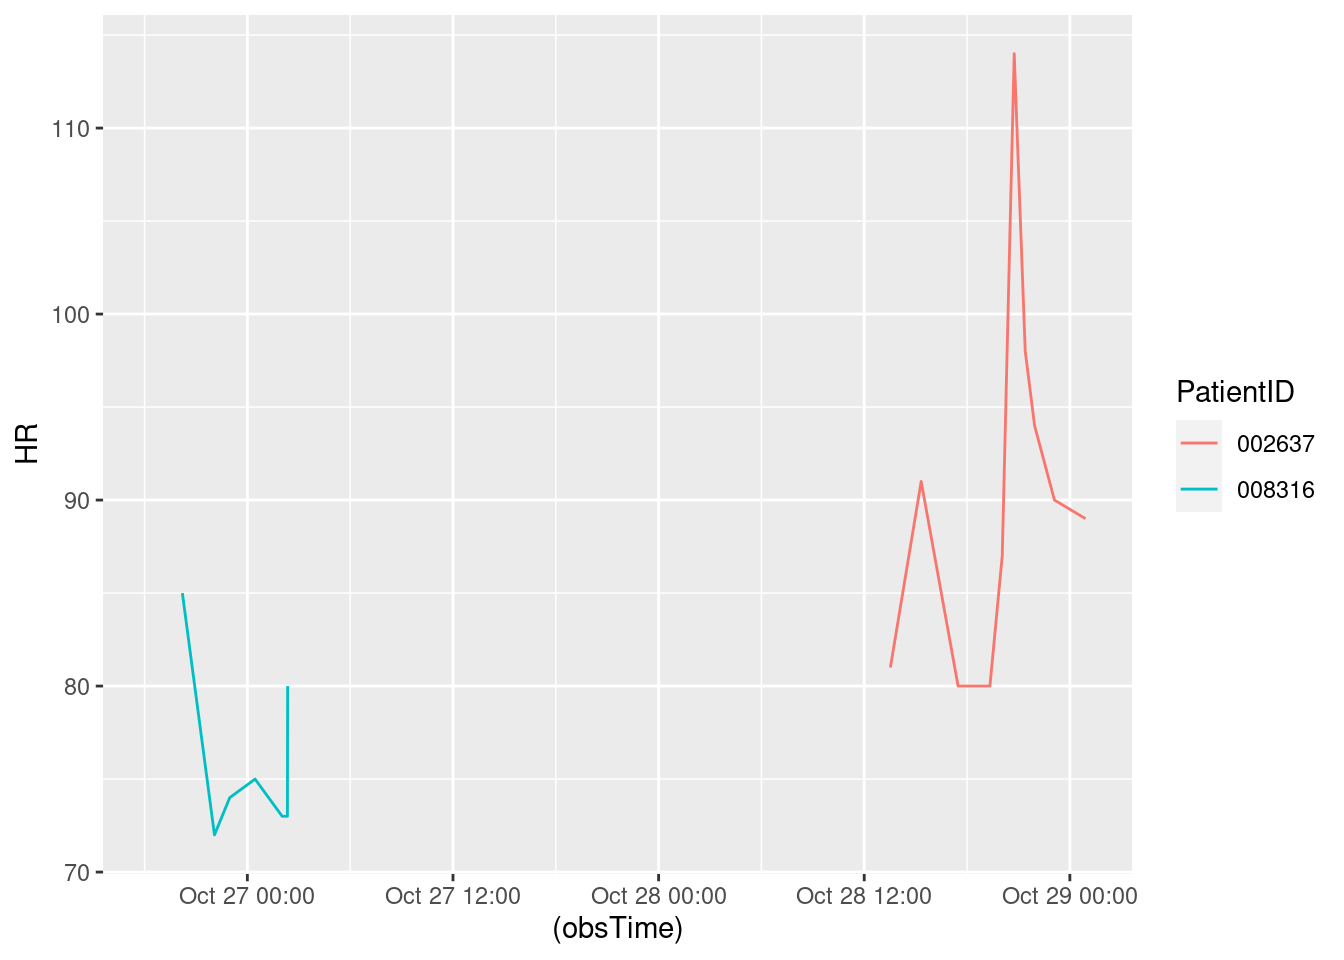 110
100
90
80
70
HR
Oct 27 00:00
Oct 27 12:00
Oct 28 00:00
Oct 28 12:00
Oct 29 00:00
(obsTime)
PatientID
002637
008316